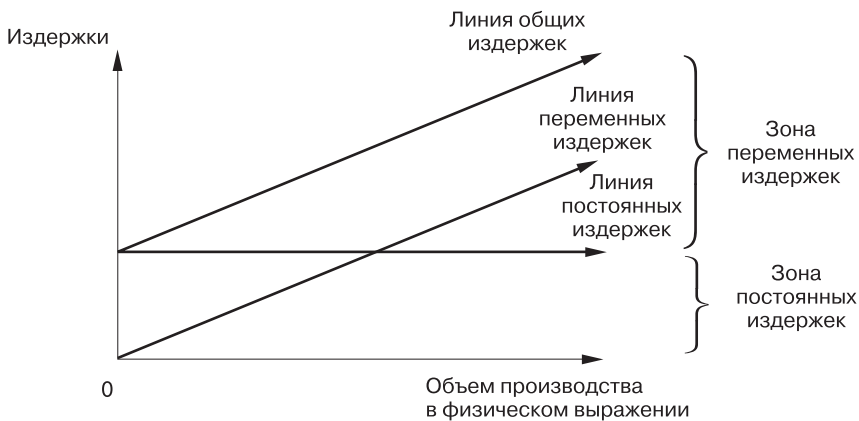 Издержки
Линия общих
издержек
Линия
переменных
издержек
Линия
постоянных
издержек
Зона
переменных
издержек
Зона
постоянных
издержек
0
Объем производства
в физическом выражении